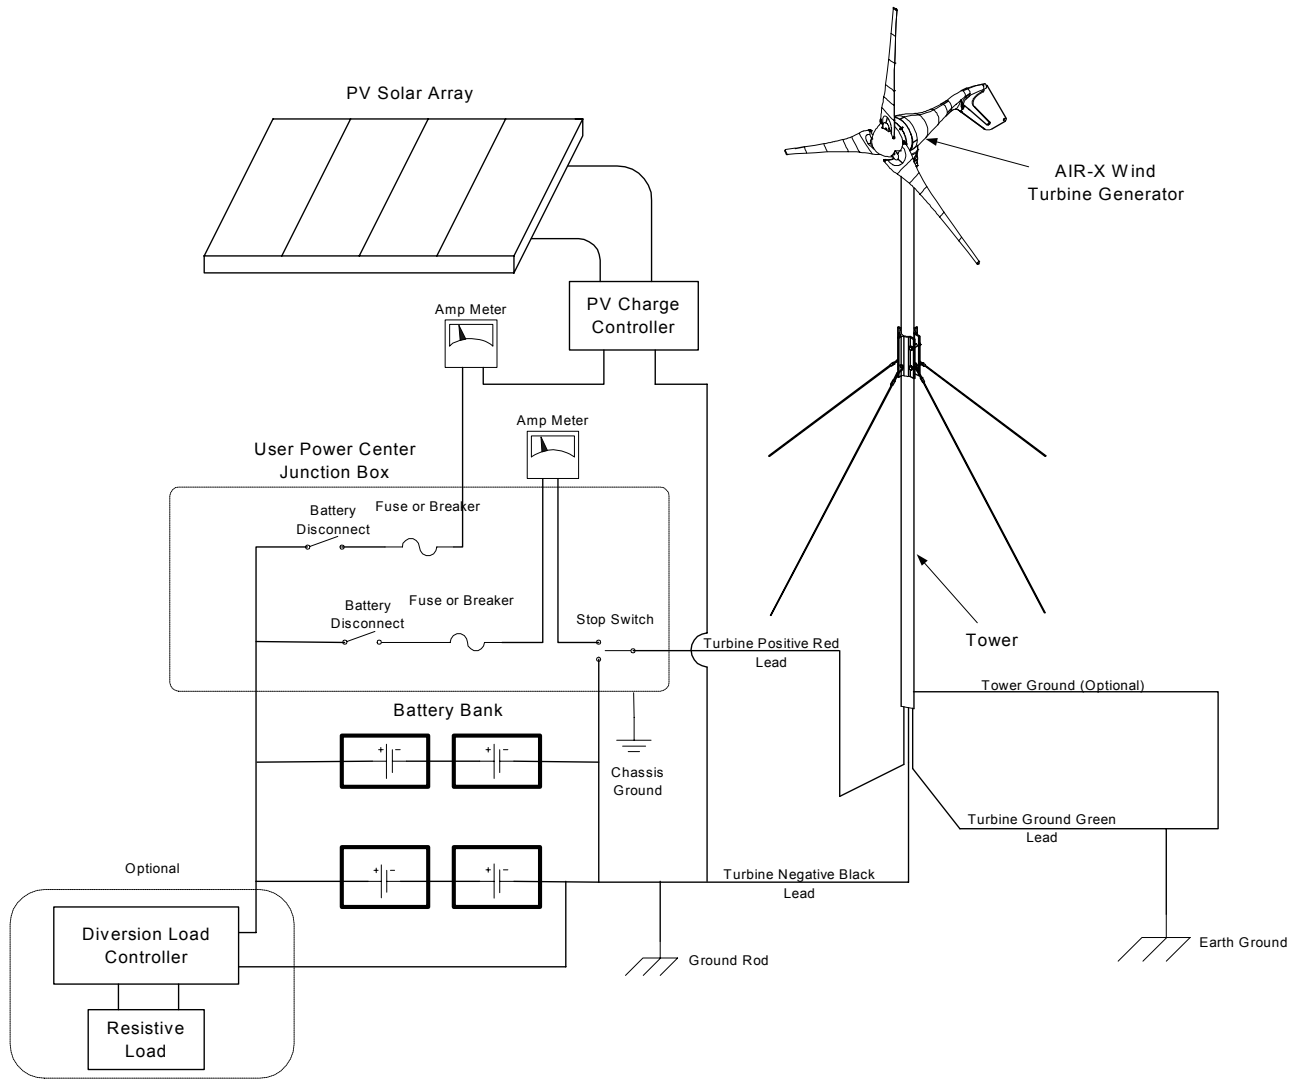 PV Solar Array
AIR-X Wind
Turbine Generator
PV Charge
Controller
Amp Meter
Amp Meter
User Power Center
Junction Box
Battery
Disconnect
Fuse or Breaker
Battery
Disconnect
Fuse or Breaker
Stop Switch
Turbine Positive Red
Lead
Tower
Tower Ground (Optional)
Battery Bank
+ −
+ −
Chassis
Ground
Turbine Ground Green
Lead
+ −
+ −
Turbine Negative Black
Lead
Optional
Diversion Load
Controller
Ground Rod
Earth Ground
Resistive
Load